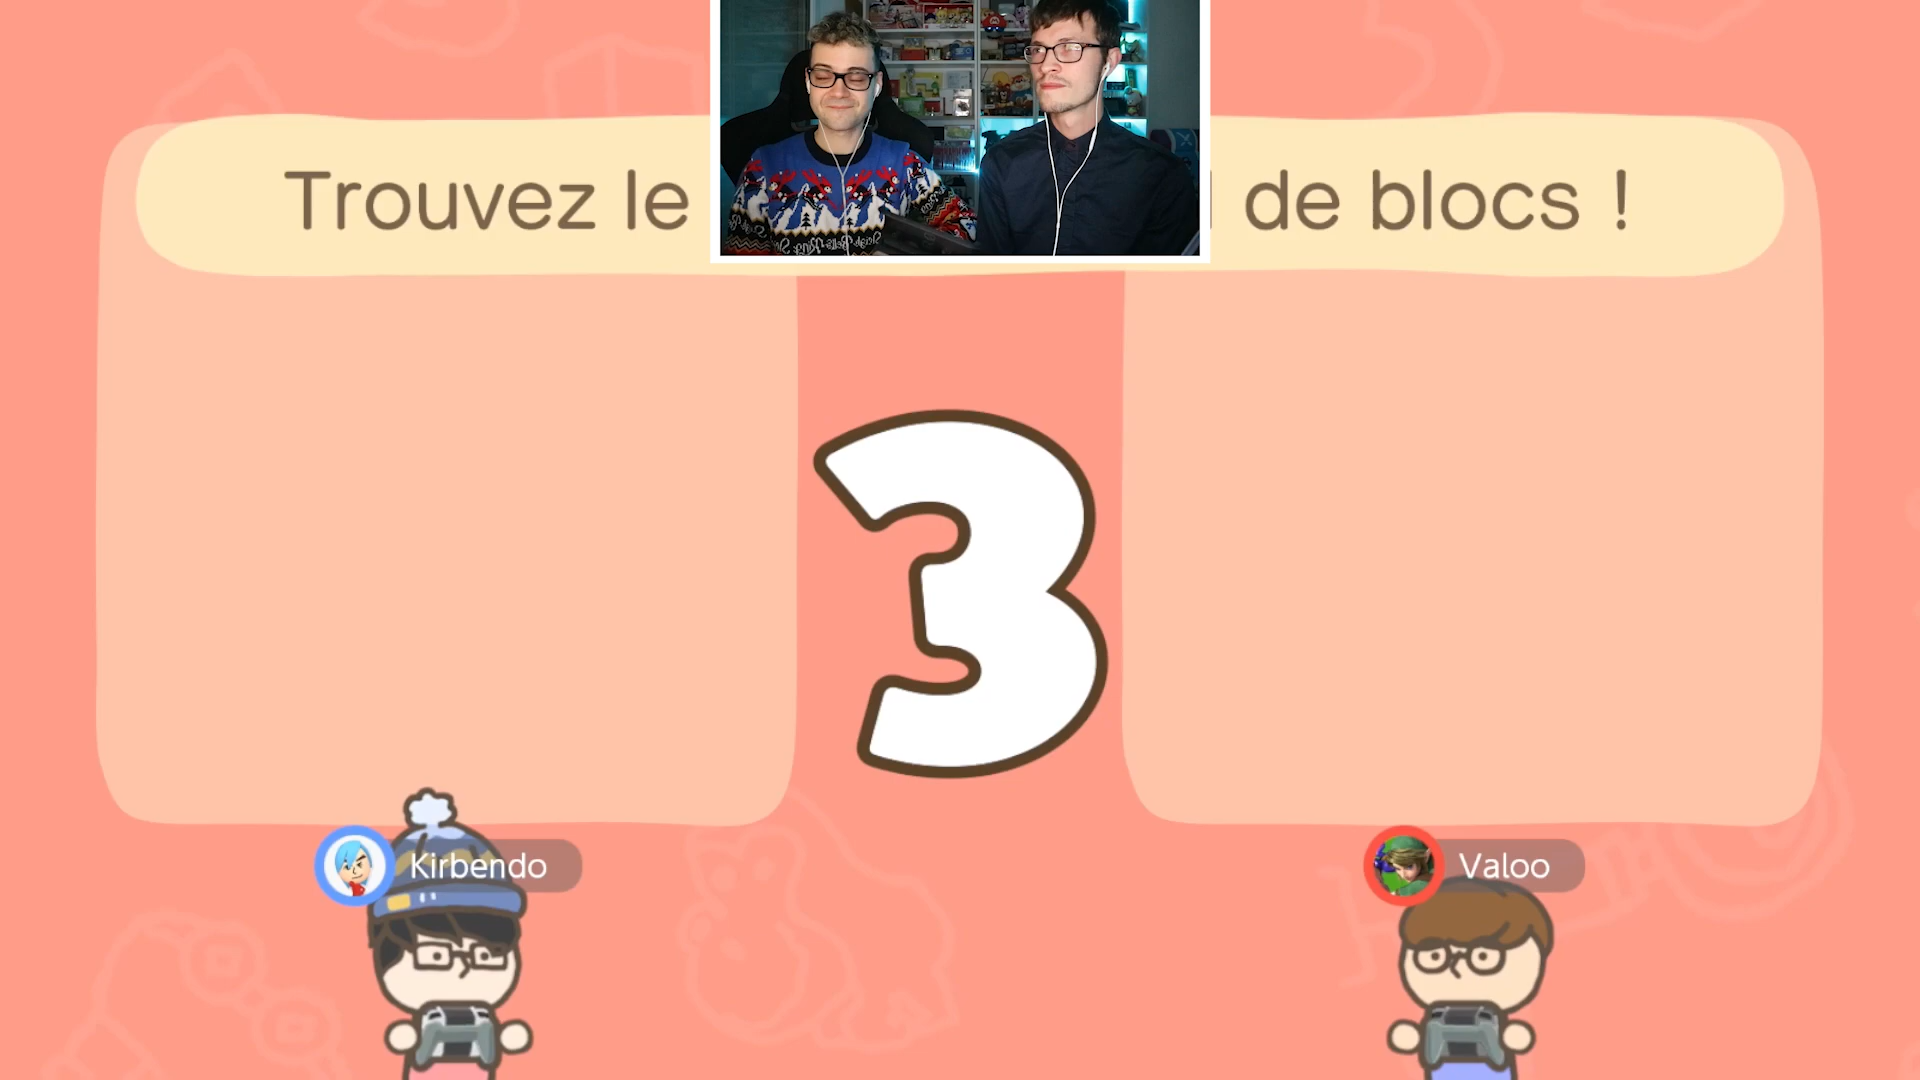 Trouvez le de blocs !
3
Kirbendo
Valoo